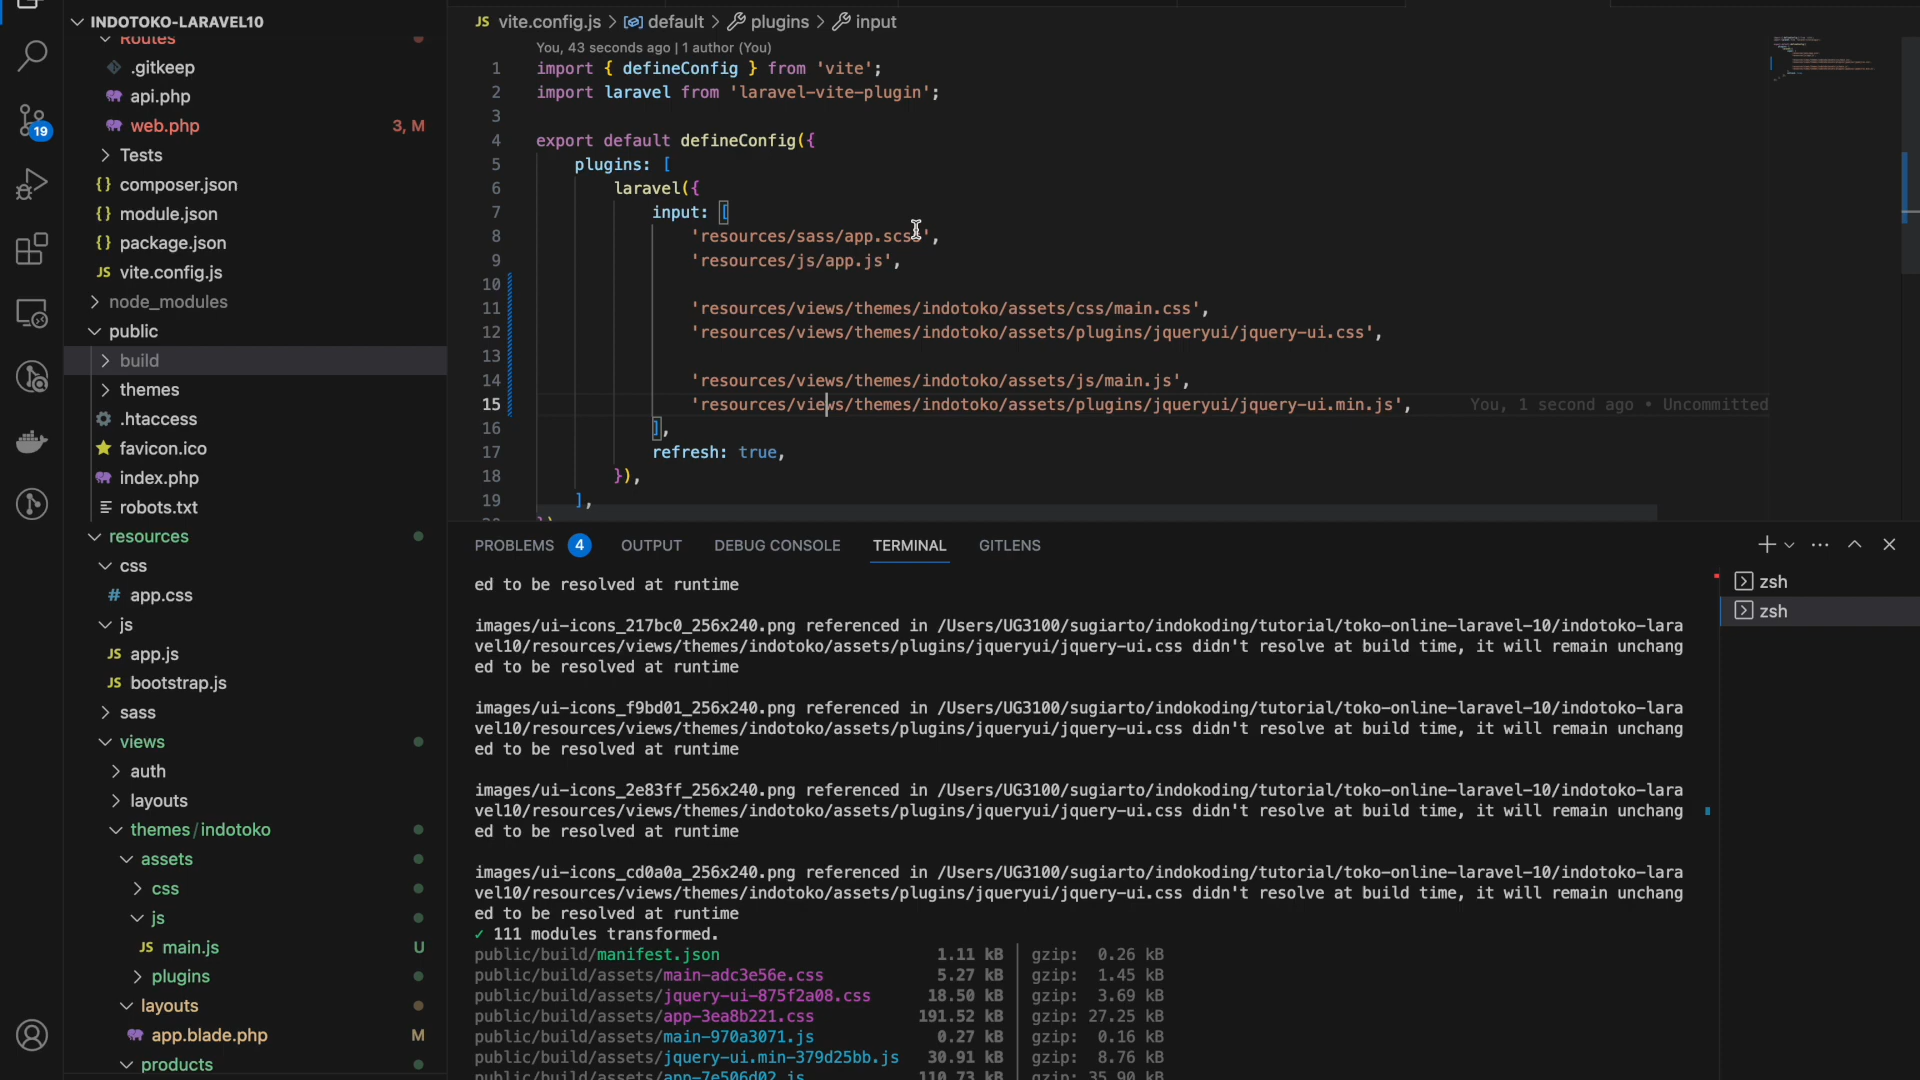 INDOTOKO-LARAVEL10
Routes
.gitkeep
api.php
web.php 3, M
Tests
{} composer.json
{} module.json
{} package.json
JS vite.config.js
node_modules
public
build
themes
.htaccess
favicon.ico
index.php
robots.txt
resources
css
# app.css
js
JS app.js
JS bootstrap.js
sass
views
auth
layouts
themes / indotoko
assets
css
js
JS main.js U
plugins
layouts
app.blade.php M
products
19
JS vite.config.js > default > plugins > input
You, 43 seconds ago | 1 author (You)
1 import { defineConfig } from 'vite';
2 import laravel from 'laravel-vite-plugin';
3
4 export default defineConfig({
5 plugins: [
6 laravel({
7 input: [
8 'resources/sass/app.scss',
9 'resources/js/app.js',
10
11 'resources/views/themes/indotoko/assets/css/main.css',
12 'resources/views/themes/indotoko/assets/plugins/jqueryui/jquery-ui.css',
13
14 'resources/views/themes/indotoko/assets/js/main.js',
15 'resources/views/themes/indotoko/assets/plugins/jqueryui/jquery-ui.min.js', You, 1 second ago • Uncommitted
16 ],
17 refresh: true,
18 }),
19 ],
PROBLEMS 4 OUTPUT DEBUG CONSOLE TERMINAL GITLENS
zsh
zsh
ed to be resolved at runtime
images/ui-icons_217bc0_256x240.png referenced in /Users/UG3100/sugiarto/indokoding/tutorial/toko-online-laravel-10/indotoko-lara
vel10/resources/views/themes/indotoko/assets/plugins/jqueryui/jquery-ui.css didn't resolve at build time, it will remain unchang
ed to be resolved at runtime
images/ui-icons_f9bd01_256x240.png referenced in /Users/UG3100/sugiarto/indokoding/tutorial/toko-online-laravel-10/indotoko-lara
vel10/resources/views/themes/indotoko/assets/plugins/jqueryui/jquery-ui.css didn't resolve at build time, it will remain unchang
ed to be resolved at runtime
images/ui-icons_2e83ff_256x240.png referenced in /Users/UG3100/sugiarto/indokoding/tutorial/toko-online-laravel-10/indotoko-lara
vel10/resources/views/themes/indotoko/assets/plugins/jqueryui/jquery-ui.css didn't resolve at build time, it will remain unchang
ed to be resolved at runtime
images/ui-icons_cd0a0a_256x240.png referenced in /Users/UG3100/sugiarto/indokoding/tutorial/toko-online-laravel-10/indotoko-lara
vel10/resources/views/themes/indotoko/assets/plugins/jqueryui/jquery-ui.css didn't resolve at build time, it will remain unchang
ed to be resolved at runtime
✓ 111 modules transformed.
public/build/manifest.json 1.11 kB | gzip: 0.26 kB
public/build/assets/main-adc3e56e.css 5.27 kB | gzip: 1.45 kB
public/build/assets/jquery-ui-875f2a08.css 18.50 kB | gzip: 3.69 kB
public/build/assets/app-3ea8b221.css 191.52 kB | gzip: 27.25 kB
public/build/assets/main-970a3071.js 0.27 kB | gzip: 0.16 kB
public/build/assets/jquery-ui.min-379d25bb.js 30.91 kB | gzip: 8.76 kB
public/build/assets/app-7e506d02.js 110.73 kB | gzip: 35.90 kB